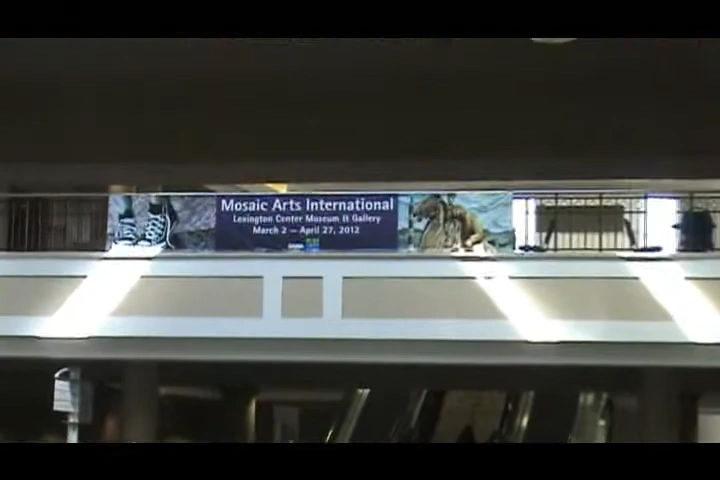 Mosaic Arts International
Lexington Center Museum & Gallery
March 2 – April 27, 2012